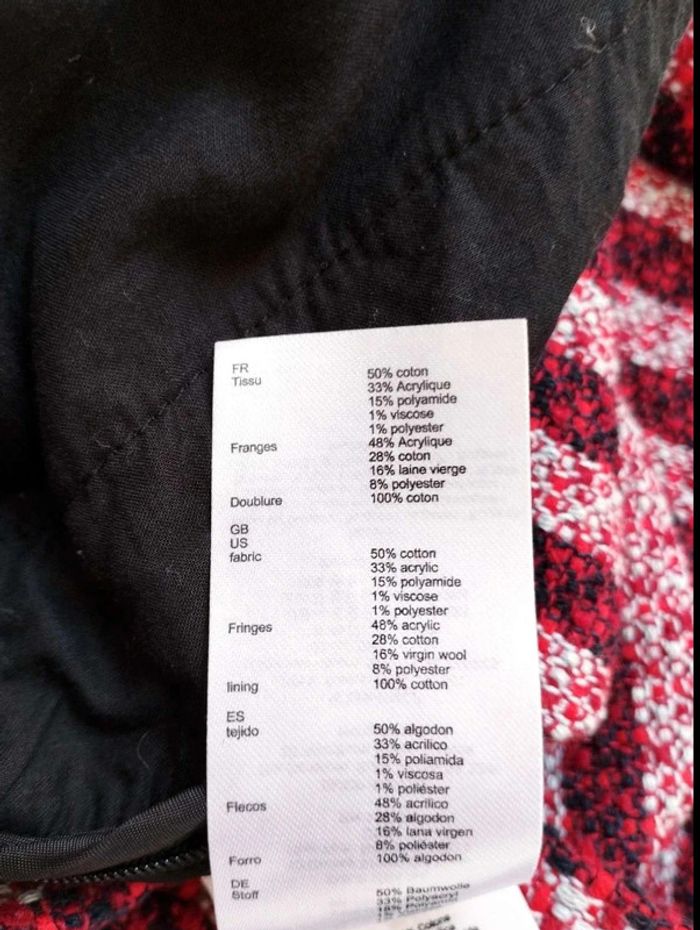 FR
Tissu 50% coton
33% Acrylique
15% polyamide
1% viscose
1% polyester
Franges 48% Acrylique
28% coton
16% laine vierge
8% polyester
Doublure 100% coton
GB
US
fabric 50% cotton
33% acrylic
15% polyamide
1% viscose
1% polyester
Fringes 48% acrylic
28% cotton
16% virgin wool
8% polyester
lining 100% cotton
ES
tejido 50% algodon
33% acrilico
15% poliamida
1% viscosa
1% poliéster
Flecos 48% acrilico
28% algodon
16% lana virgen
8% poliéster
Forro 100% algodon
DE
Stoff 50% Baumwolle
33% Polyacryl